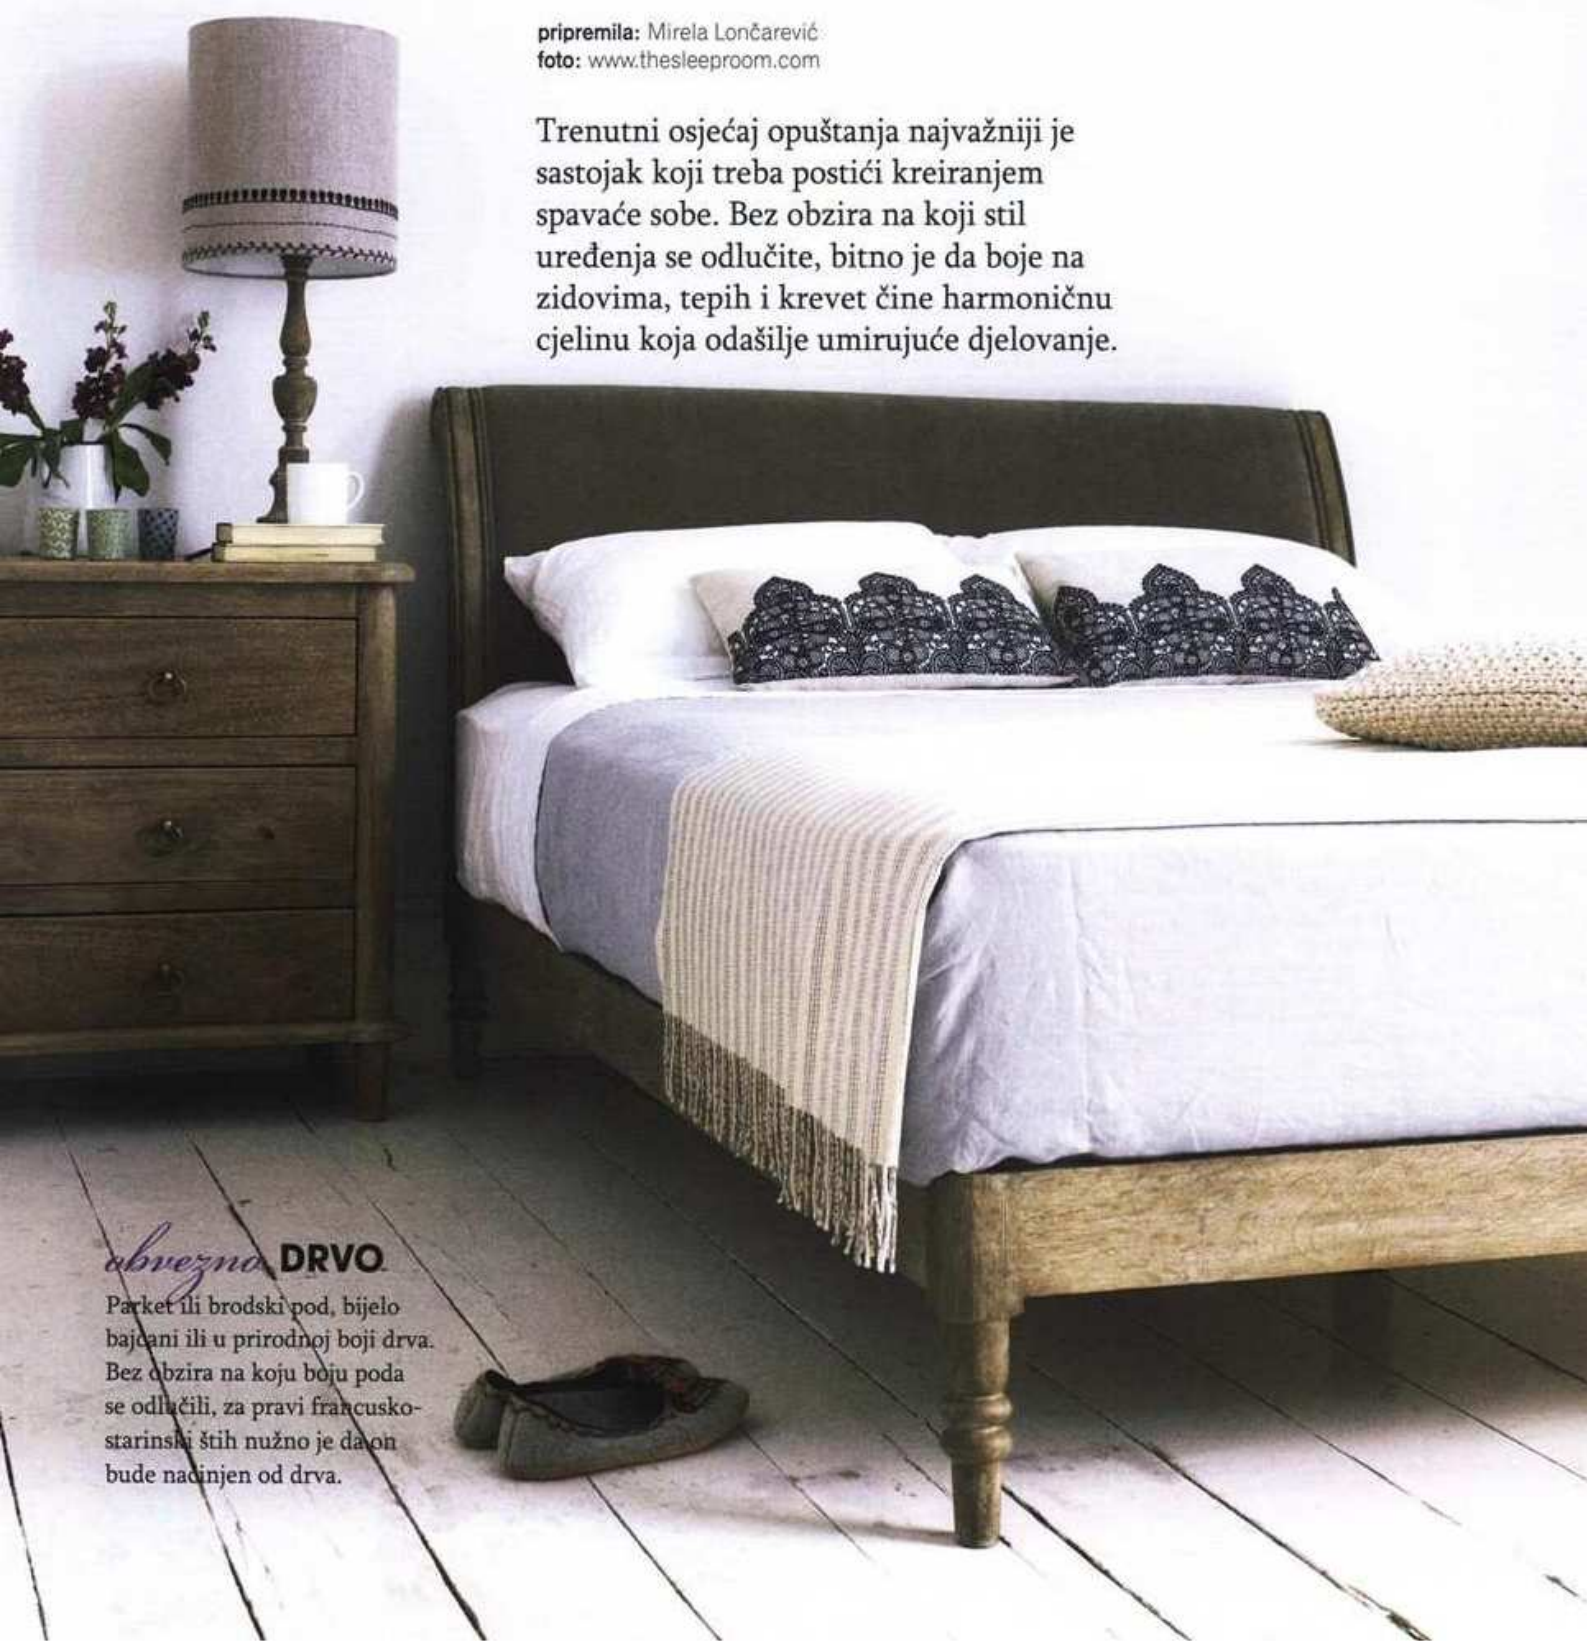 pripremila: Mirela Lončarević
foto: www.thesleeproom.com
Trenutni osjećaj opuštanja najvažniji je
sastojak koji treba postići kreiranjem
spavaće sobe. Bez obzira na koji stil
uređenja se odlučite, bitno je da boje na
zidovima, tepih i krevet čine harmoničnu
cjelinu koja odašilje umirujuće djelovanje.
obvezno DRVO
Parket ili brodski pod, bijelo
bajcani ili u prirodnoj boji drva.
Bez obzira na koju boju poda
se odlučili, za pravi francusko-
starinski štih nužno je da on
bude načinjen od drva.